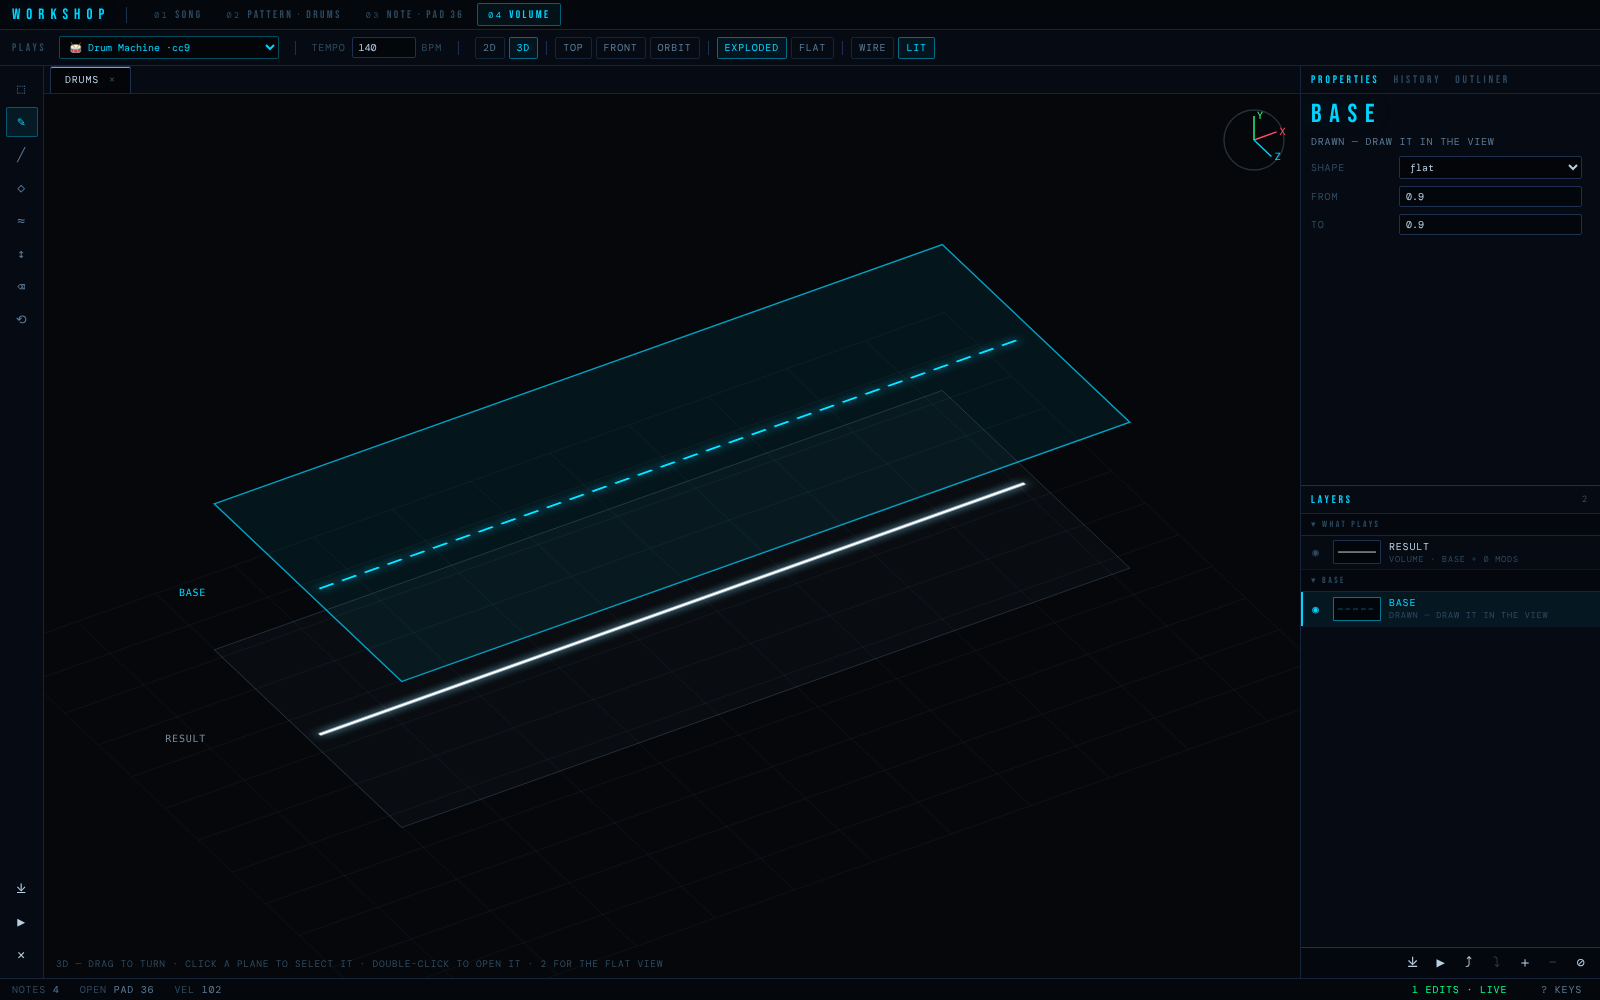 WORKSHOP 01 SONG 02 PATTERN · DRUMS 03 NOTE · PAD 36 04 VOLUME
PLAYS Drum Machine ·cc9 TEMPO 140 BPM 2D 3D TOP FRONT ORBIT EXPLODED FLAT WIRE LIT
DRUMS ×
PROPERTIES HISTORY OUTLINER
Y
X
Z
BASE
DRAWN — DRAW IT IN THE VIEW
SHAPE flat
FROM 0.9
TO 0.9
BASE
RESULT
LAYERS 2
▾ WHAT PLAYS
RESULT
VOLUME · BASE + 0 MODS
▾ BASE
BASE
DRAWN — DRAW IT IN THE VIEW
3D — DRAG TO TURN · CLICK A PLANE TO SELECT IT · DOUBLE-CLICK TO OPEN IT · 2 FOR THE FLAT VIEW
NOTES 4 OPEN PAD 36 VEL 102 1 EDITS · LIVE ? KEYS